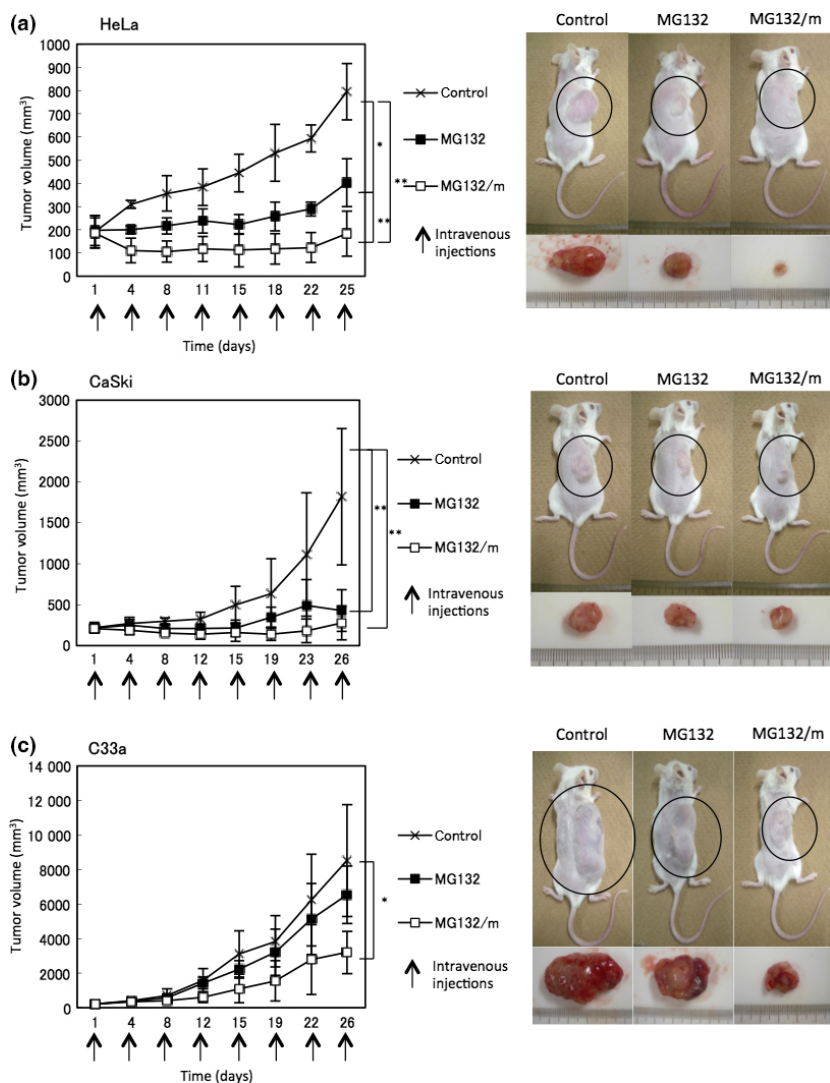 (a)
HeLa
Control
MG132
MG132/m
Tumor volume (mm³)
1000
900
800
700
600
500
400
300
200
100
0
Control
MG132
MG132/m
Intravenous
injections
*
**
**
1 4 8 11 15 18 22 25
Time (days)
(b)
CaSki
Control
MG132
MG132/m
Tumor volume (mm³)
3000
2500
2000
1500
1000
500
0
Control
MG132
MG132/m
Intravenous
injections
**
**
1 4 8 12 15 19 23 26
Time (days)
(c)
C33a
Control
MG132
MG132/m
Tumor volume (mm³)
14 000
12 000
10 000
8000
6000
4000
2000
0
Control
MG132
MG132/m
Intravenous
injections
*
1 4 8 12 15 19 22 26
Time (days)